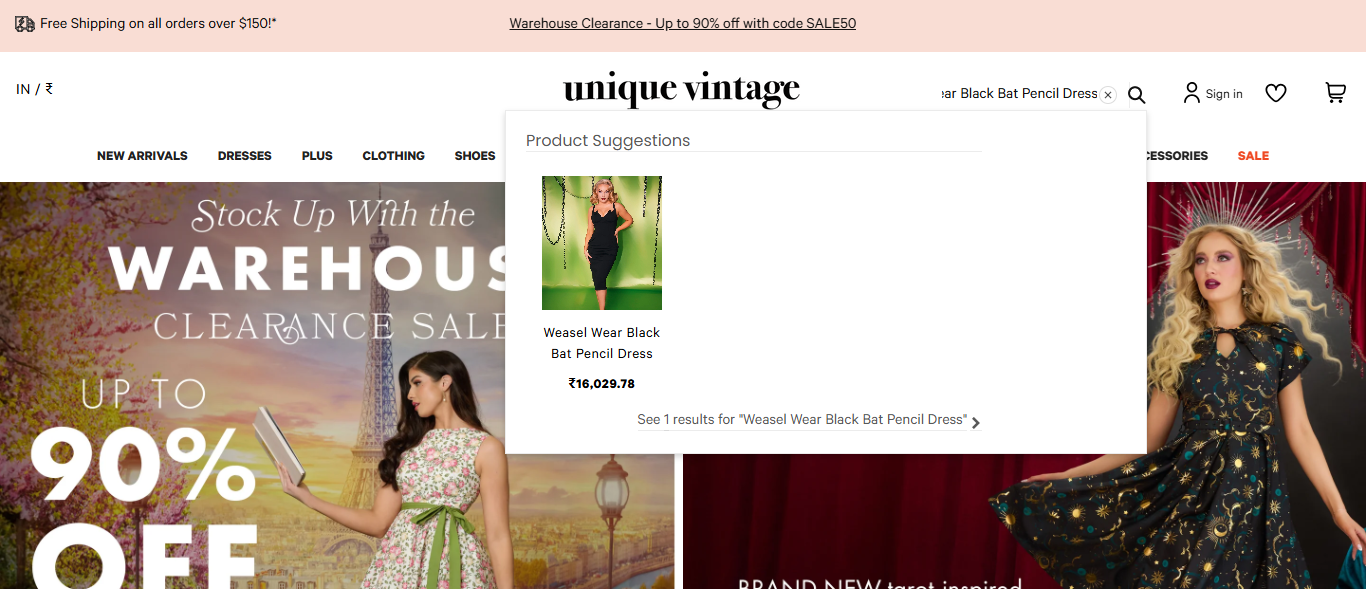 Free Shipping on all orders over $150!*
Warehouse Clearance - Up to 90% off with code SALE50
IN / ₹
unique vintage
ear Black Bat Pencil Dress
Sign in
NEW ARRIVALS
DRESSES
PLUS
CLOTHING
SHOES
CESSORIES
SALE
Product Suggestions
Weasel Wear Black
Bat Pencil Dress
₹16,029.78
See 1 results for "Weasel Wear Black Bat Pencil Dress"
Stock Up With the
WAREHOUS
CLEARANCE SALE
UP TO
90%
OFF
BRAND NEW tarot-inspired